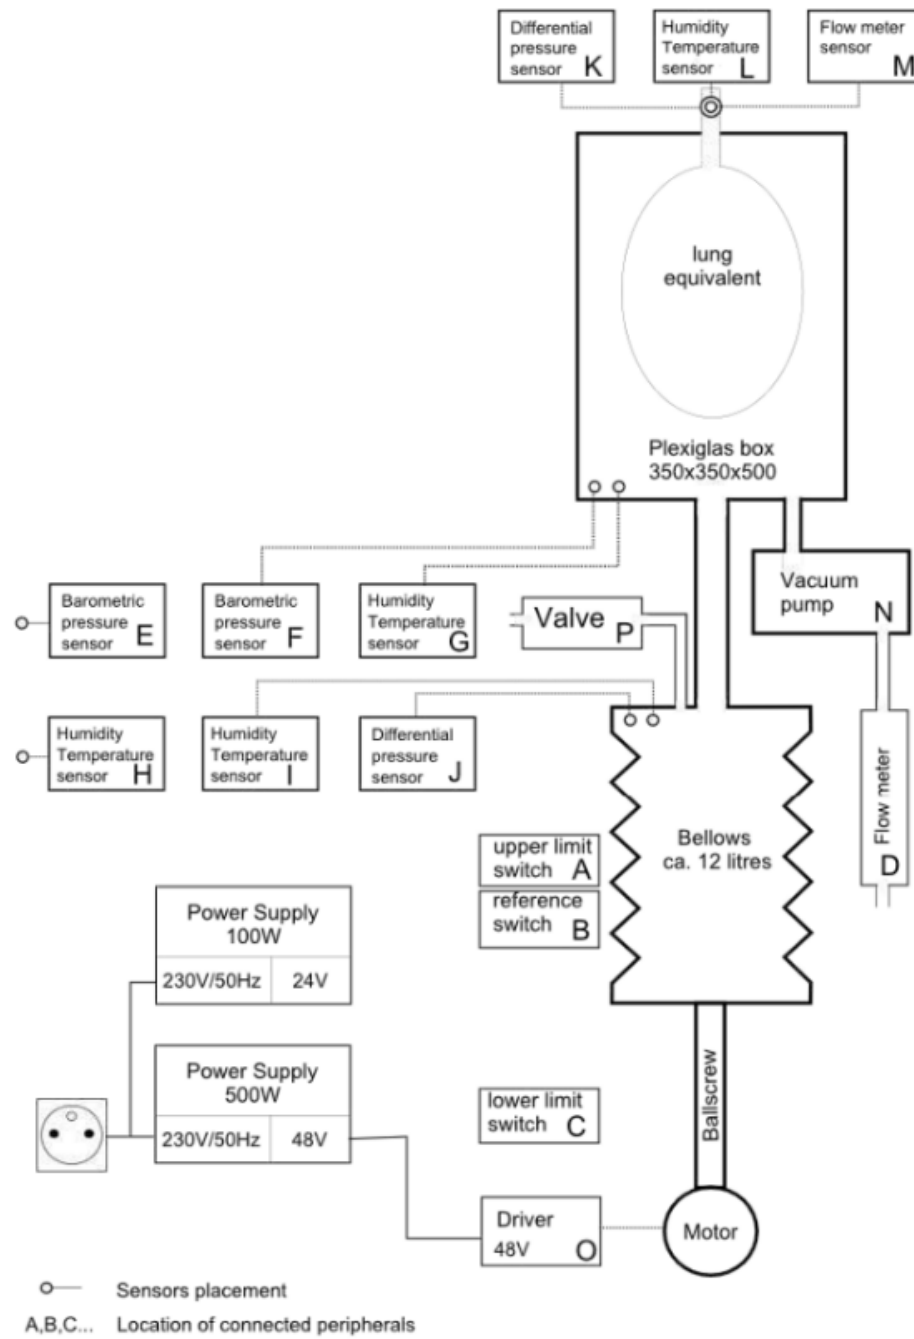 Differential
pressure
sensor K
Humidity
Temperature
sensor L
Flow meter
sensor
M
lung
equivalent
Plexiglas box
350x350x500
Barometric
pressure
sensor E
Barometric
pressure
sensor F
Humidity
Temperature
sensor G
Valve
P
Vacuum
pump
N
Humidity
Temperature
sensor H
Humidity
Temperature
sensor I
Differential
pressure
sensor J
Flow meter
D
Bellows
ca. 12 litres
upper limit
switch A
reference
switch B
Power Supply
100W
230V/50Hz 24V
Power Supply
500W
230V/50Hz 48V
lower limit
switch C
Ballscrew
Driver
48V O
Motor
Sensors placement
A,B,C... Location of connected peripherals